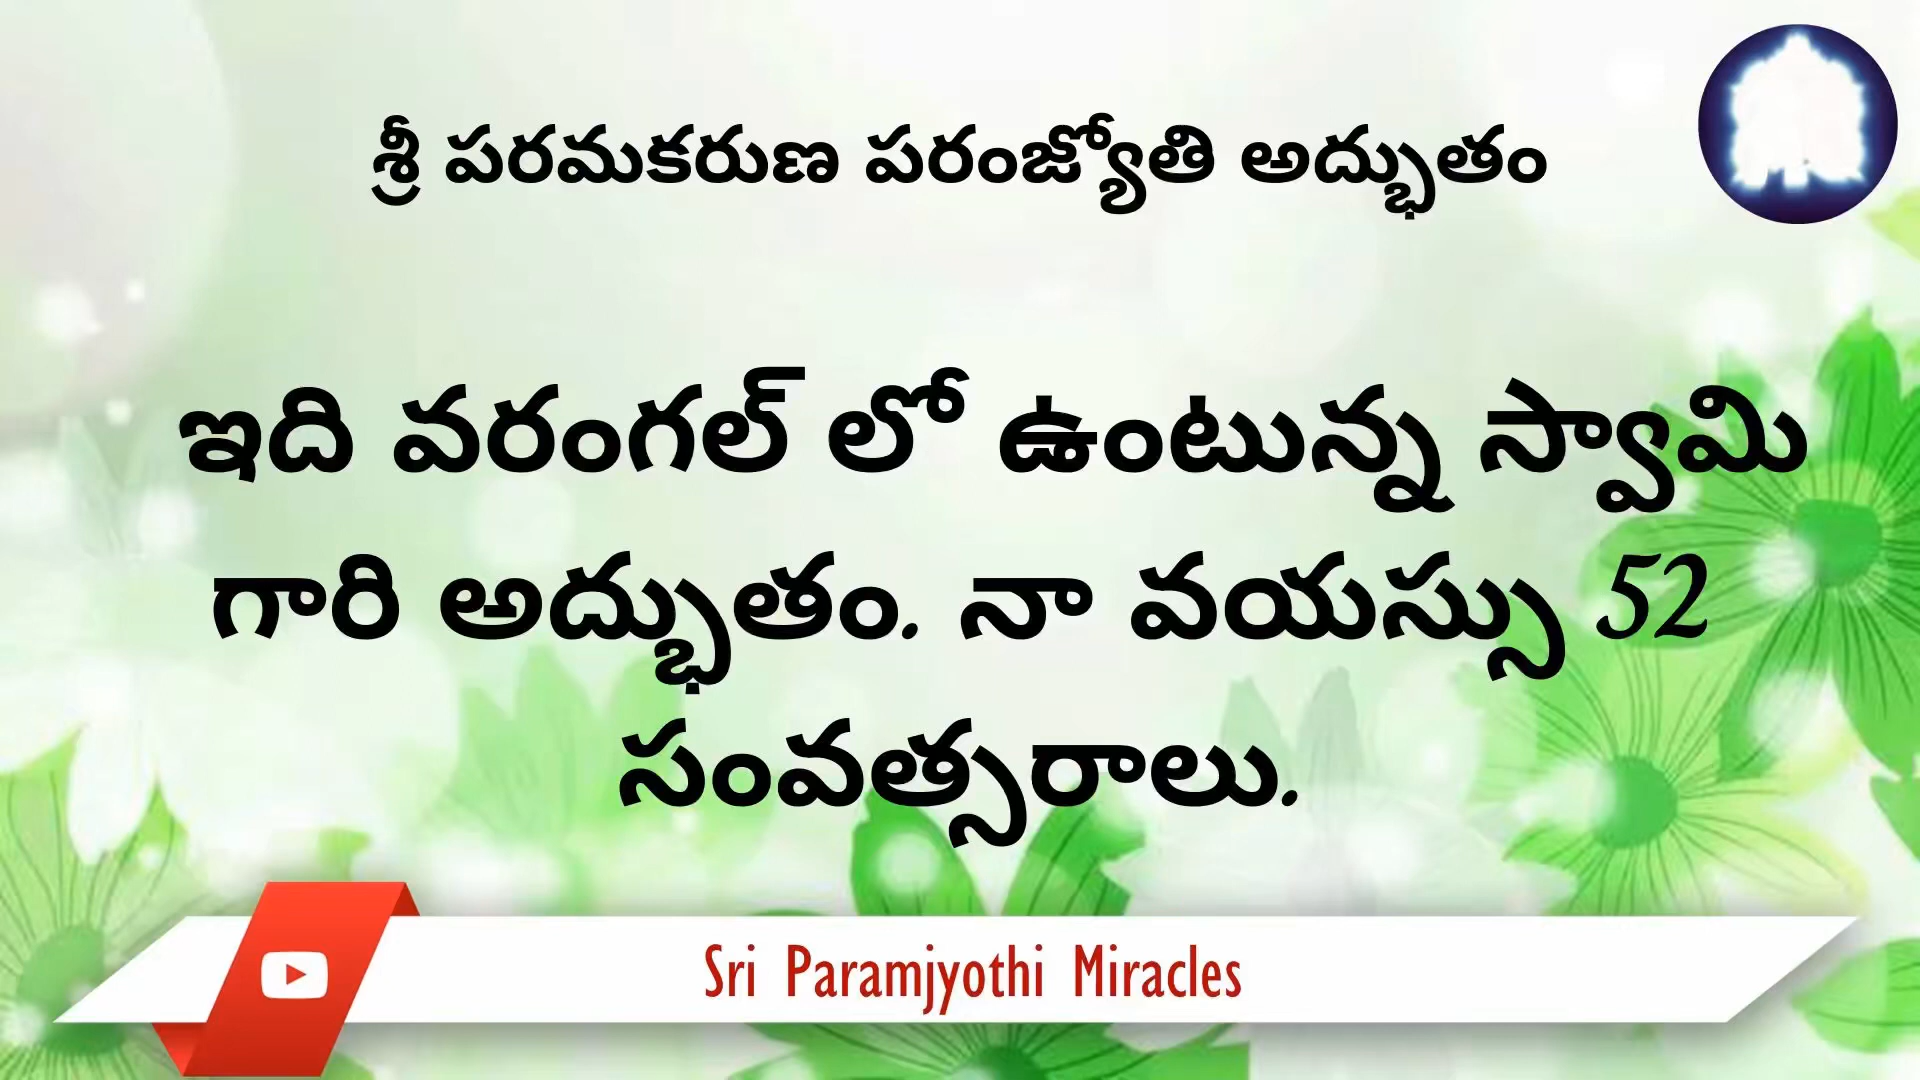 శ్రీ పరమకరుణ పరంజ్యోతి అద్భుతం
ఇది వరంగల్ లో ఉంటున్న స్వామి
గారి అద్భుతం. నా వయస్సు 52
సంవత్సరాలు.
Sri Paramjyothi Miracles